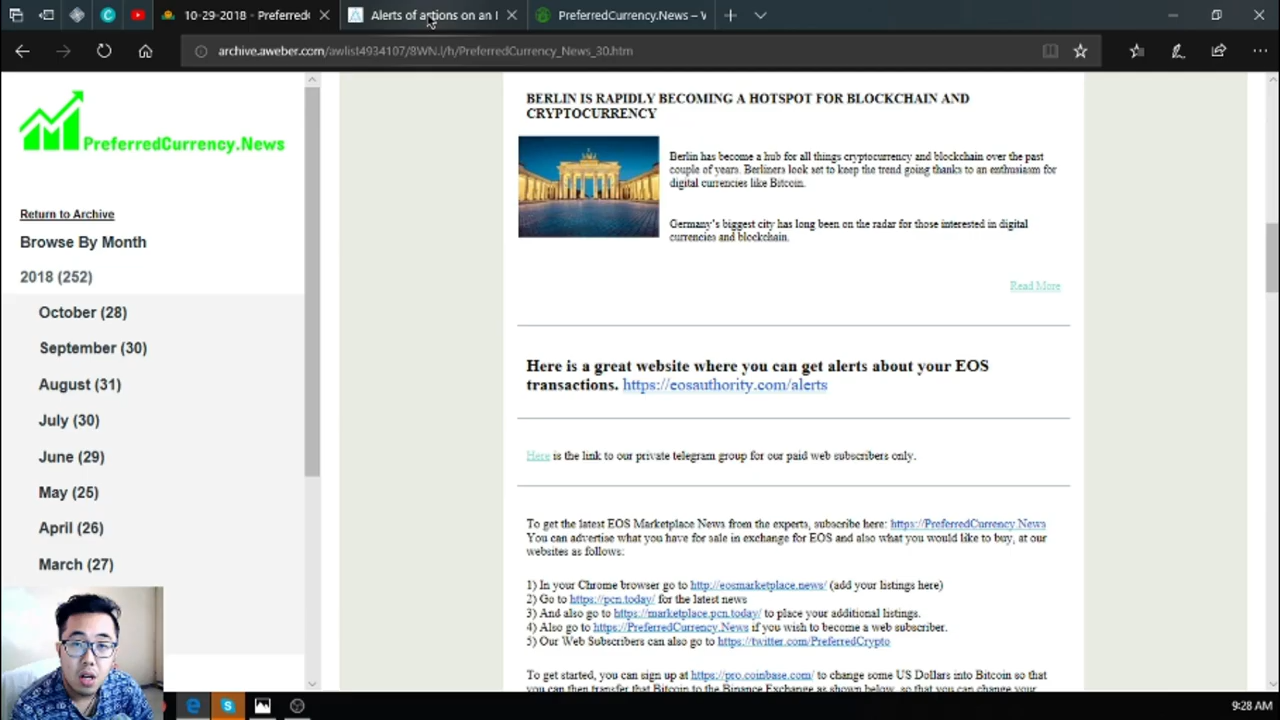 10-29-2018 - Preferred
Alerts of actions on an
PreferredCurrency.News –
archive.aweber.com/awlist4934107/8WN.l/h/PreferredCurrency_News_30.htm
PreferredCurrency.News
Return to Archive
Browse By Month
2018 (252)
October (28)
September (30)
August (31)
July (30)
June (29)
May (25)
April (26)
March (27)
BERLIN IS RAPIDLY BECOMING A HOTSPOT FOR BLOCKCHAIN AND
CRYPTOCURRENCY
Berlin has become a hub for all things cryptocurrency and blockchain over the past
couple of years. Berliners look set to keep the trend going thanks to an enthusiasm for
digital currencies like Bitcoin.
Germany's biggest city has long been on the radar for those interested in digital
currencies and blockchain.
Read More
Here is a great website where you can get alerts about your EOS
transactions. https://eosauthority.com/alerts
Here is the link to our private telegram group for our paid web subscribers only.
To get the latest EOS Marketplace News from the experts, subscribe here: https://PreferredCurrency.News
You can advertise what you have for sale in exchange for EOS and also what you would like to buy, at our
websites as follows:
1) In your Chrome browser go to http://eosmarketplace.news/ (add your listings here)
2) Go to https://pcn.today/ for the latest news
3) And also go to https://marketplace.pcn.today/ to place your additional listings.
4) Also go to https://PreferredCurrency.News if you wish to become a web subscriber.
5) Our Web Subscribers can also go to https://twitter.com/PreferredCrypto
To get started, you can sign up at https://pro.coinbase.com/ to change some US Dollars into Bitcoin so that
you can then transfer that Bitcoin to the Binance Exchange as shown below, so that you can change your
9:28 AM